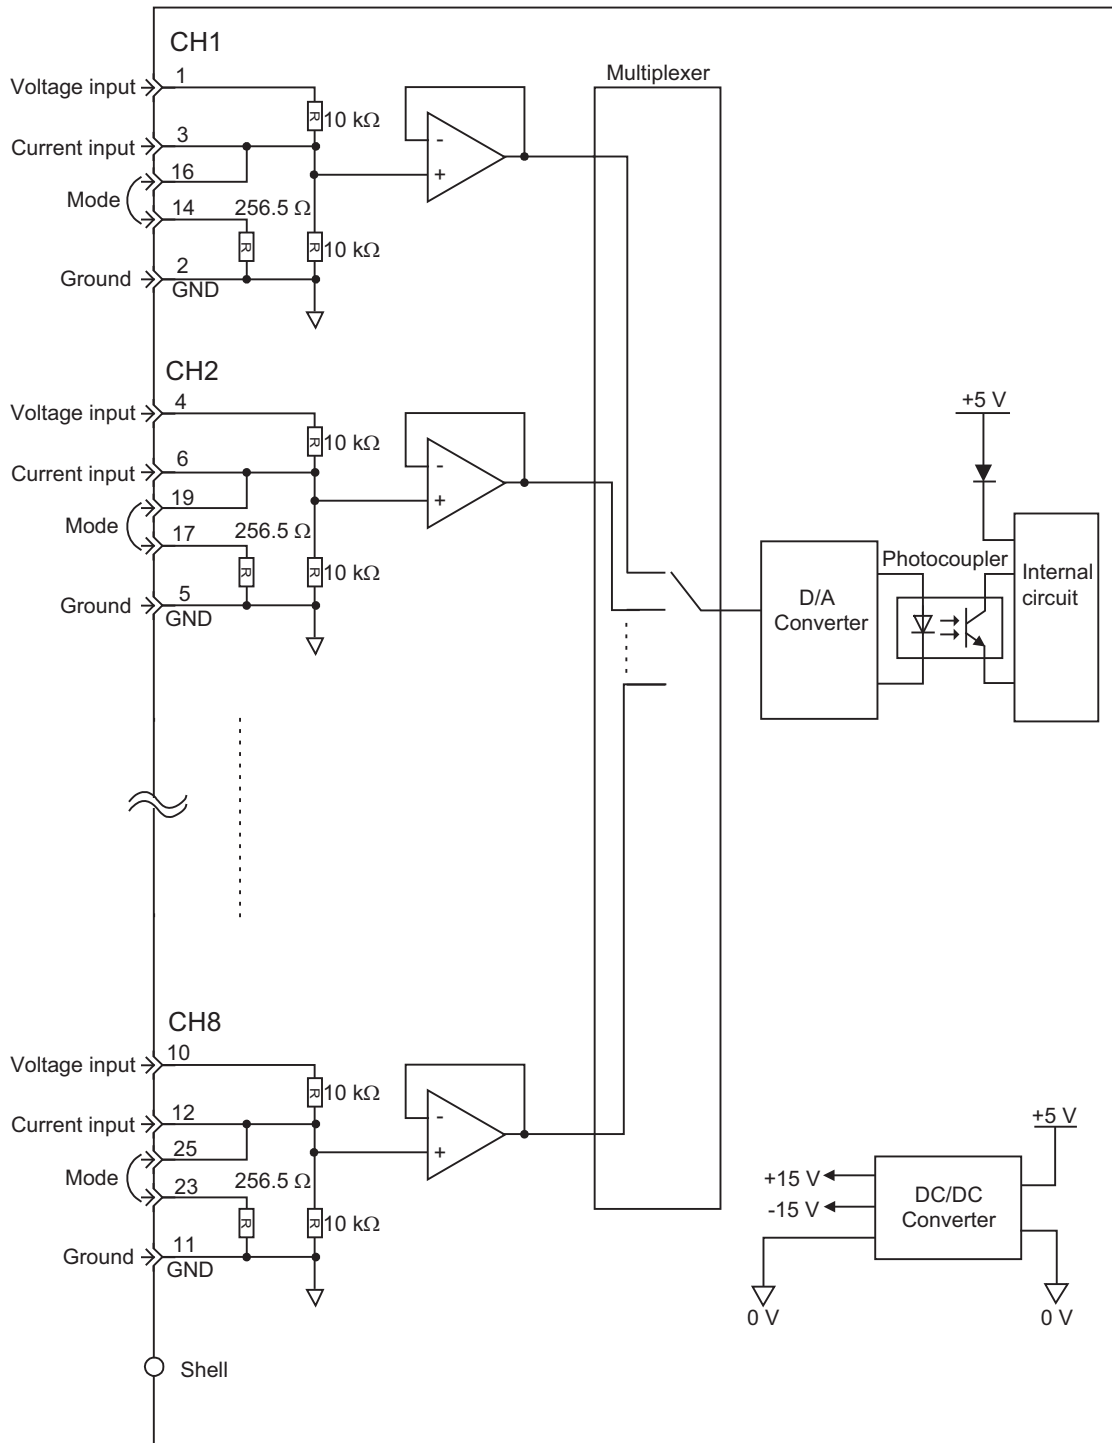 CH1
Voltage input
1
Multiplexer
R
10 kΩ
Current input
3
-
16
Mode
+
14
256.5 Ω
R
R
10 kΩ
Ground
2
GND
CH2
Voltage input
4
R
10 kΩ
Current input
6
-
19
Mode
+
17
256.5 Ω
R
R
10 kΩ
Ground
5
GND
+5 V
Photocoupler
D/A
Converter
Internal
circuit
CH8
Voltage input
10
R
10 kΩ
Current input
12
-
25
Mode
+
23
256.5 Ω
R
R
10 kΩ
Ground
11
GND
+5 V
+15 V
-15 V
DC/DC
Converter
0 V
0 V
Shell